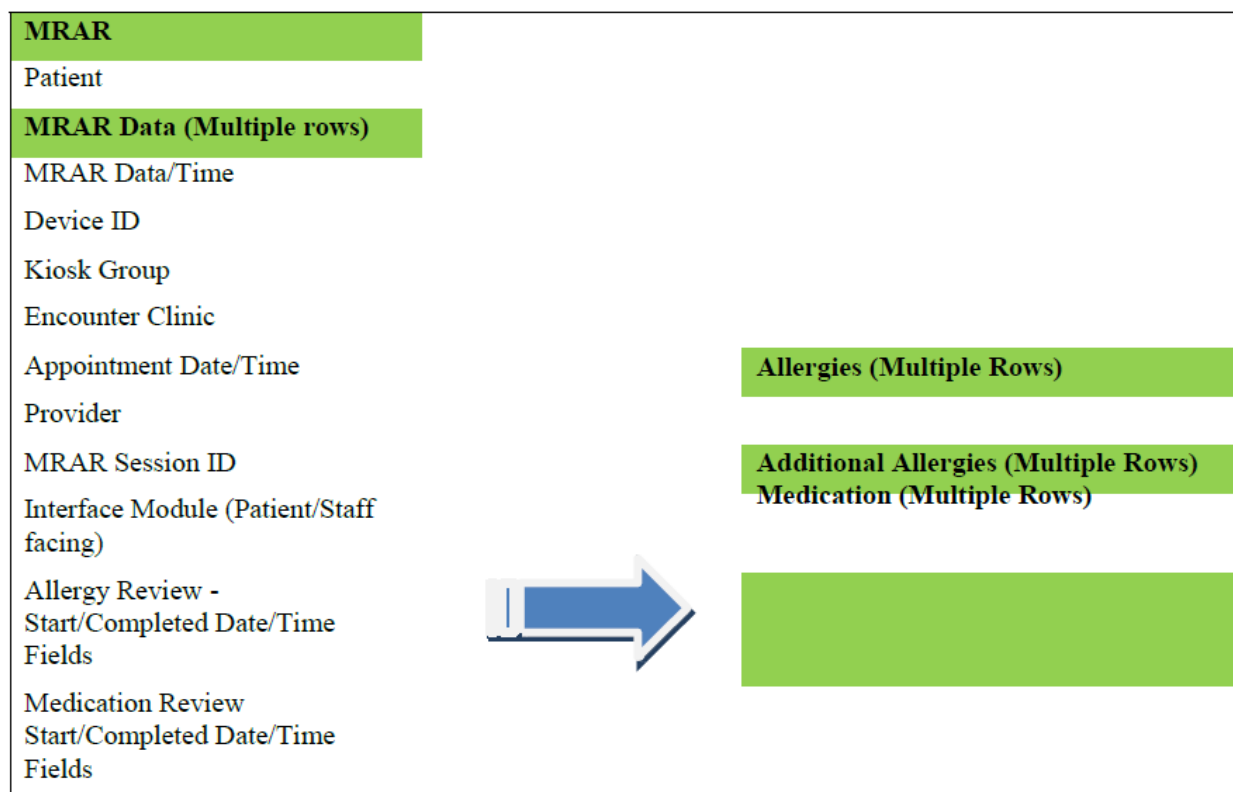 MRAR
Patient
MRAR Data (Multiple rows)
MRAR Data/Time
Device ID
Kiosk Group
Encounter Clinic
Appointment Date/Time
Provider
MRAR Session ID
Interface Module (Patient/Staff
facing)
Allergy Review -
Start/Completed Date/Time
Fields
Medication Review
Start/Completed Date/Time
Fields
Allergies (Multiple Rows)
Additional Allergies (Multiple Rows)
Medication (Multiple Rows)